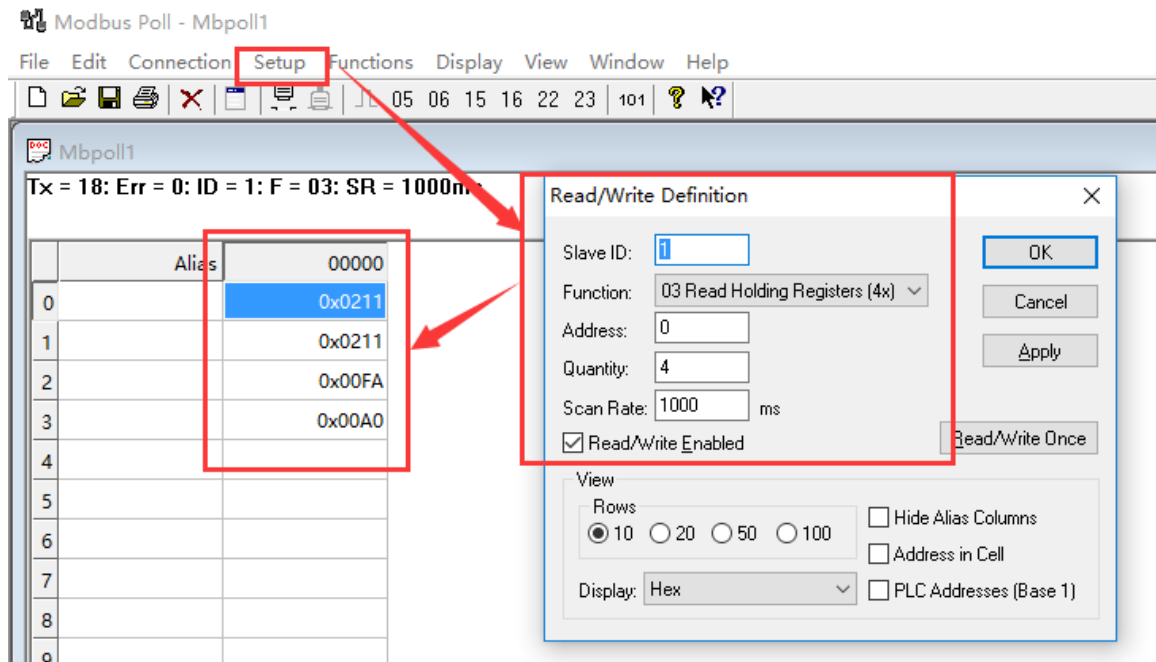 Modbus Poll - Mbpoll1
File Edit Connection Setup Functions Display View Window Help
05 06 15 16 22 23 101
Mbpoll1
Tx = 18: Err = 0: ID = 1: F = 03: SR = 1000ms
Alias 00000
0 0x0211
1 0x0211
2 0x00FA
3 0x00A0
4
5
6
7
8
9
Read/Write Definition
Slave ID: 1
OK
Function: 03 Read Holding Registers (4x)
Cancel
Address: 0
Apply
Quantity: 4
Scan Rate: 1000 ms
Read/Write Enabled
Read/Write Once
View
Rows
10 20 50 100
Hide Alias Columns
Address in Cell
Display: Hex
PLC Addresses (Base 1)